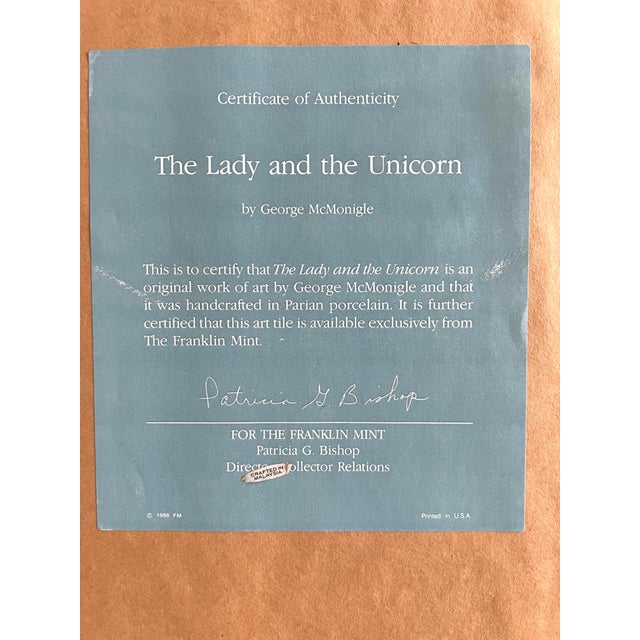 Certificate of Authenticity
The Lady and the Unicorn
by George McMonigle
This is to certify that The Lady and the Unicorn is an
original work of art by George McMonigle and that
it was handcrafted in Parian porcelain. It is further
certified that this art tile is available exclusively from
The Franklin Mint.
Patricia G Bishop
FOR THE FRANKLIN MINT
Patricia G. Bishop
Director Collector Relations
CRAFTED IN
MALAYSIA
© 1986 FM
Printed in U.S.A.